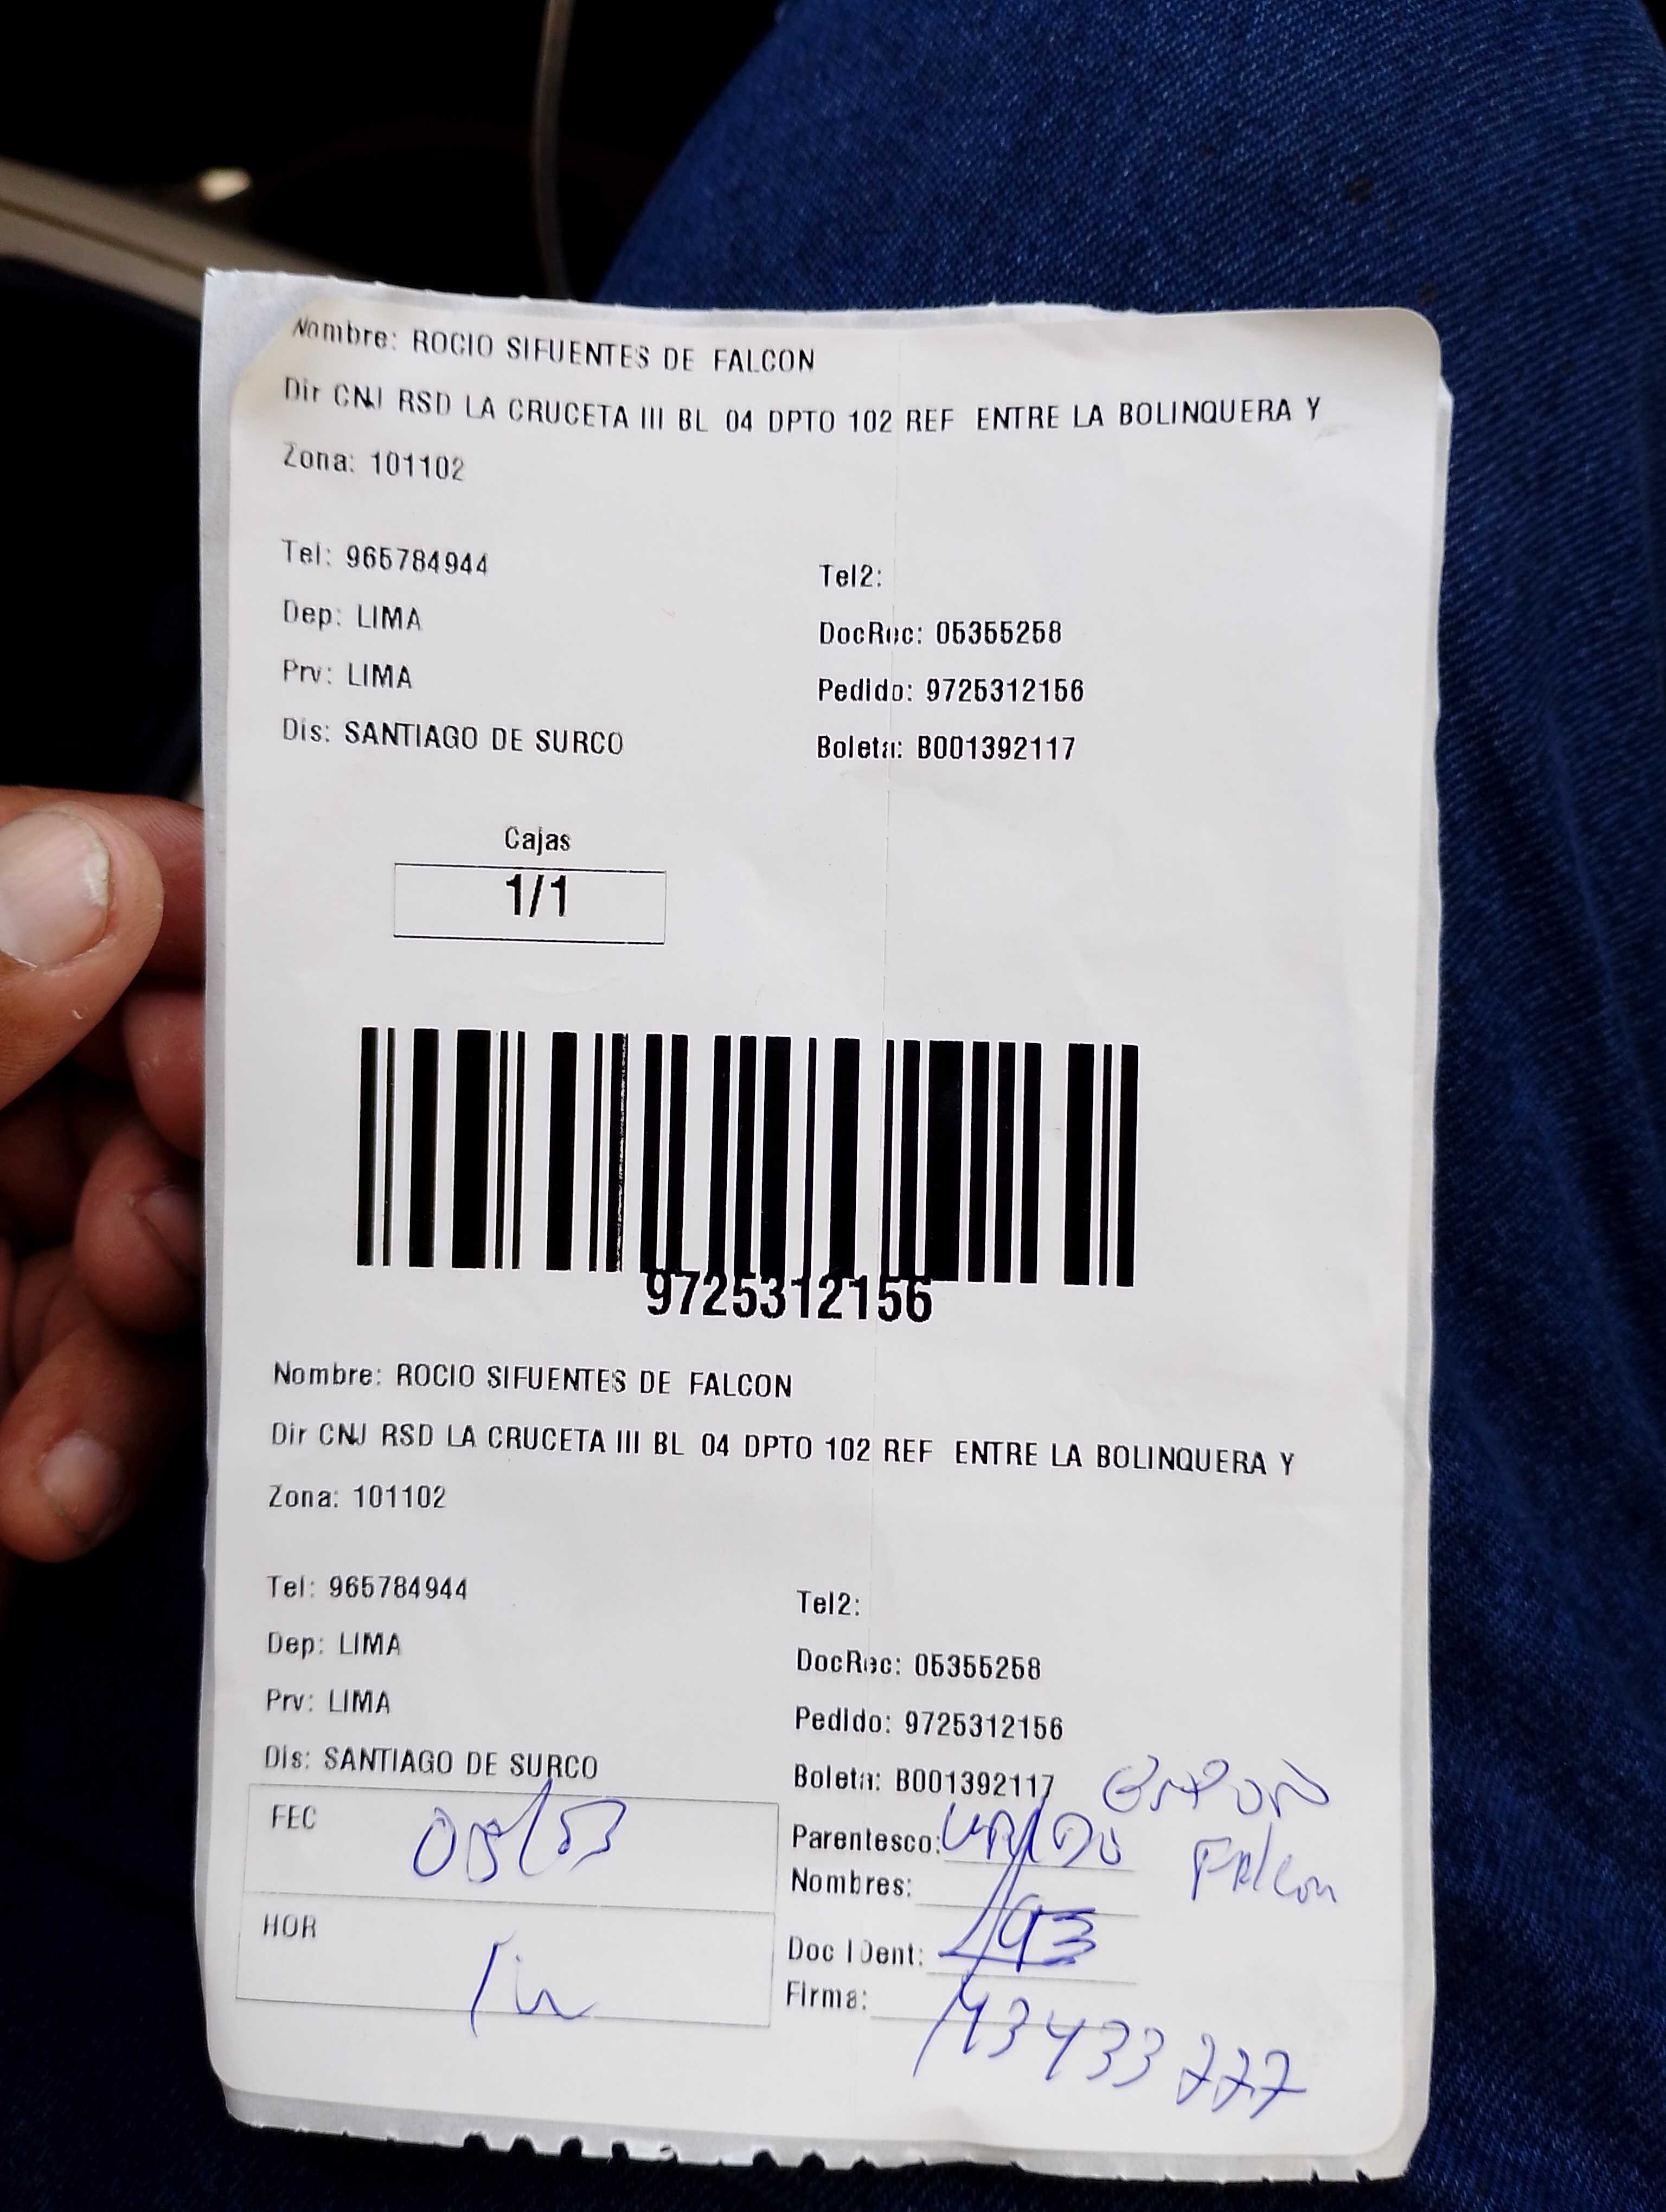 Nombre: ROCIO SIFUENTES DE FALCON
Dir CNJ RSD LA CRUCETA III BL 04 DPTO 102 REF ENTRE LA BOLINQUERA Y
Zona: 101102
Tel: 965784944
Tel2:
Dep: LIMA
DocRec: 05355258
Prv: LIMA
Pedido: 9725312156
Dis: SANTIAGO DE SURCO
Boleta: B001392117
Cajas
1/1
9725312156
Nombre: ROCIO SIFUENTES DE FALCON
Dir CNJ RSD LA CRUCETA III BL 04 DPTO 102 REF ENTRE LA BOLINQUERA Y
Zona: 101102
Tel: 965784944
Tel2:
Dep: LIMA
DocRec: 05355258
Prv: LIMA
Pedido: 9725312156
Dis: SANTIAGO DE SURCO
Boleta: B001392117
FEC
Parentesco:
Falcon
Nombres:
HOR
Doc IDent:
Firma:
43433777